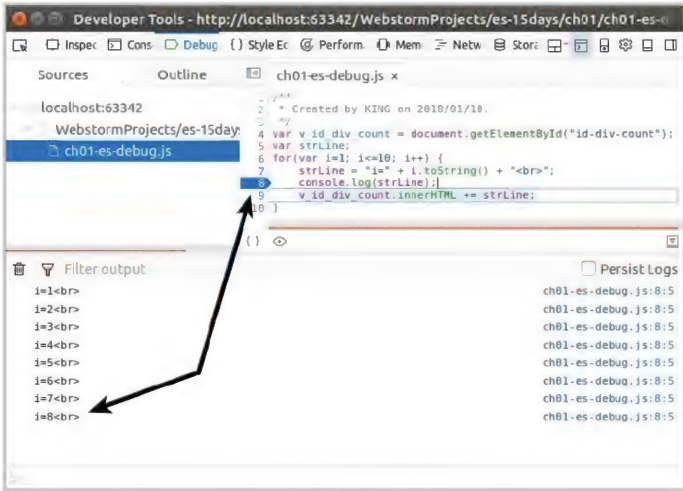 Developer Tools - http://localhost:63342/WebstormProjects/es-15days/ch01/ch01-es-
Inspec Cons Debug {} Style Ec Perform Mem Netw Stora
Sources Outline ch01-es-debug.js ×
localhost:63342
WebstormProjects/es-15day
ch01-es-debug.js
1 /**
2 * Created by KING on 2018/01/18.
3 */
4 var v_id_div_count = document.getElementById("id-div-count");
5 var strLine;
6 for(var i=1; i<=10; i++) {
7 strLine = "i=" + i.toString() + "<br>";
8 console.log(strLine);
9 v_id_div_count.innerHTML += strLine;
10 }
{}
Filter output Persist Logs
i=1<br> ch01-es-debug.js:8:5
i=2<br> ch01-es-debug.js:8:5
i=3<br> ch01-es-debug.js:8:5
i=4<br> ch01-es-debug.js:8:5
i=5<br> ch01-es-debug.js:8:5
i=6<br> ch01-es-debug.js:8:5
i=7<br> ch01-es-debug.js:8:5
i=8<br> ch01-es-debug.js:8:5